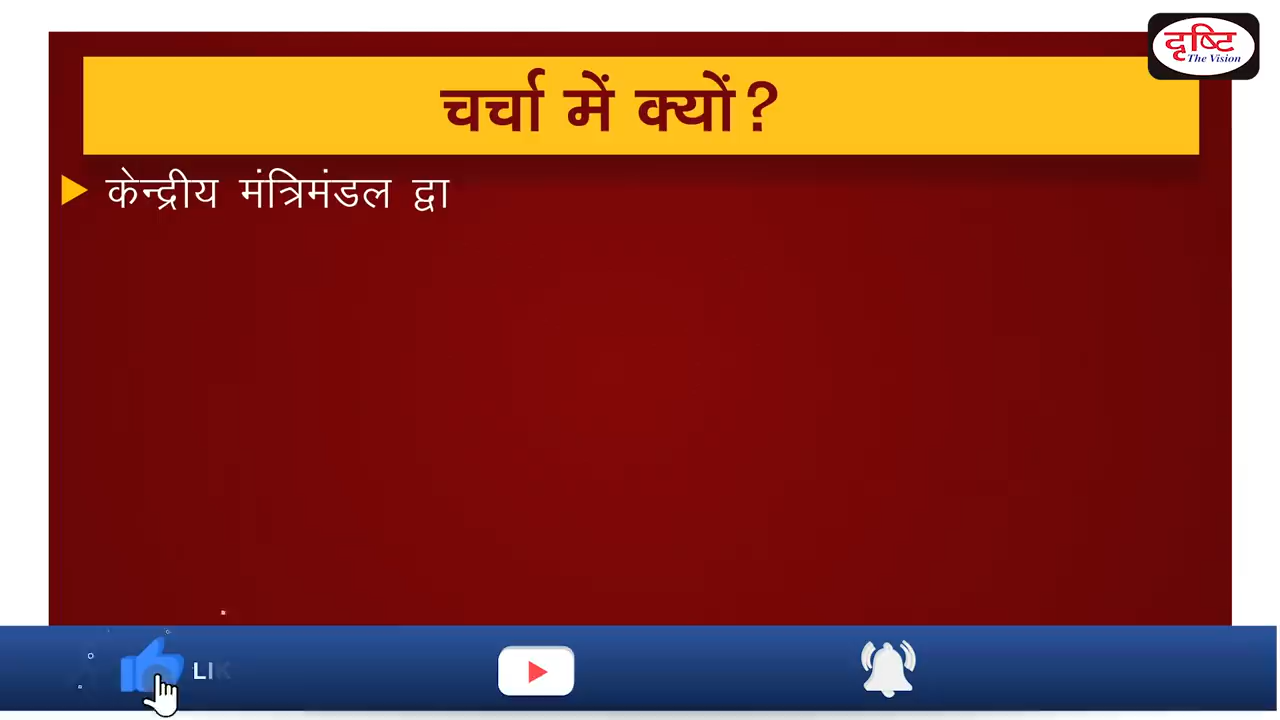 दृष्टि
The Vision
चर्चा में क्यों?
केन्द्रीय मंत्रिमंडल द्वा
LIK